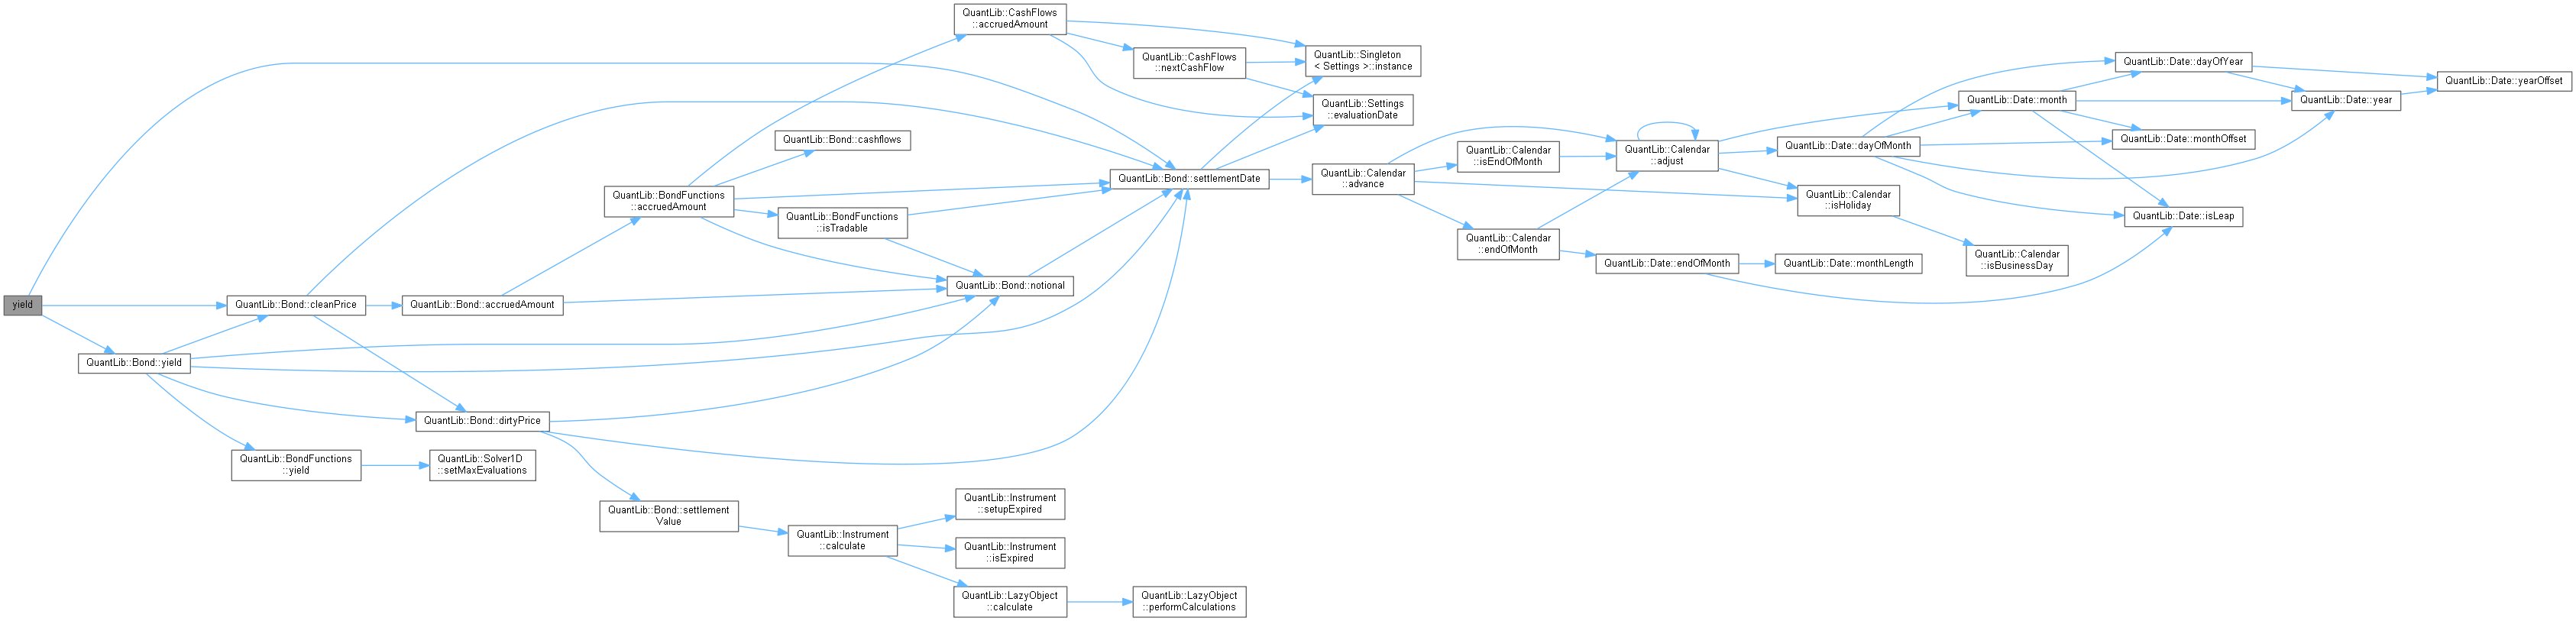 yield
QuantLib::Bond::cleanPrice
QuantLib::Bond::yield
QuantLib::BondFunctions
::yield
QuantLib::Bond::accruedAmount
QuantLib::Bond::dirtyPrice
QuantLib::Solver1D
::setMaxEvaluations
QuantLib::BondFunctions
::accruedAmount
QuantLib::Bond::settlement
Value
QuantLib::Bond::cashflows
QuantLib::BondFunctions
::isTradable
QuantLib::Instrument
::calculate
QuantLib::CashFlows
::accruedAmount
QuantLib::Bond::notional
QuantLib::Instrument
::setupExpired
QuantLib::Instrument
::isExpired
QuantLib::LazyObject
::calculate
QuantLib::CashFlows
::nextCashFlow
QuantLib::Bond::settlementDate
QuantLib::LazyObject
::performCalculations
QuantLib::Singleton
< Settings >::instance
QuantLib::Settings
::evaluationDate
QuantLib::Calendar
::advance
QuantLib::Calendar
::isEndOfMonth
QuantLib::Calendar
::endOfMonth
QuantLib::Calendar
::adjust
QuantLib::Date::endOfMonth
QuantLib::Date::dayOfMonth
QuantLib::Calendar
::isHoliday
QuantLib::Date::monthLength
QuantLib::Date::month
QuantLib::Calendar
::isBusinessDay
QuantLib::Date::dayOfYear
QuantLib::Date::monthOffset
QuantLib::Date::isLeap
QuantLib::Date::year
QuantLib::Date::yearOffset